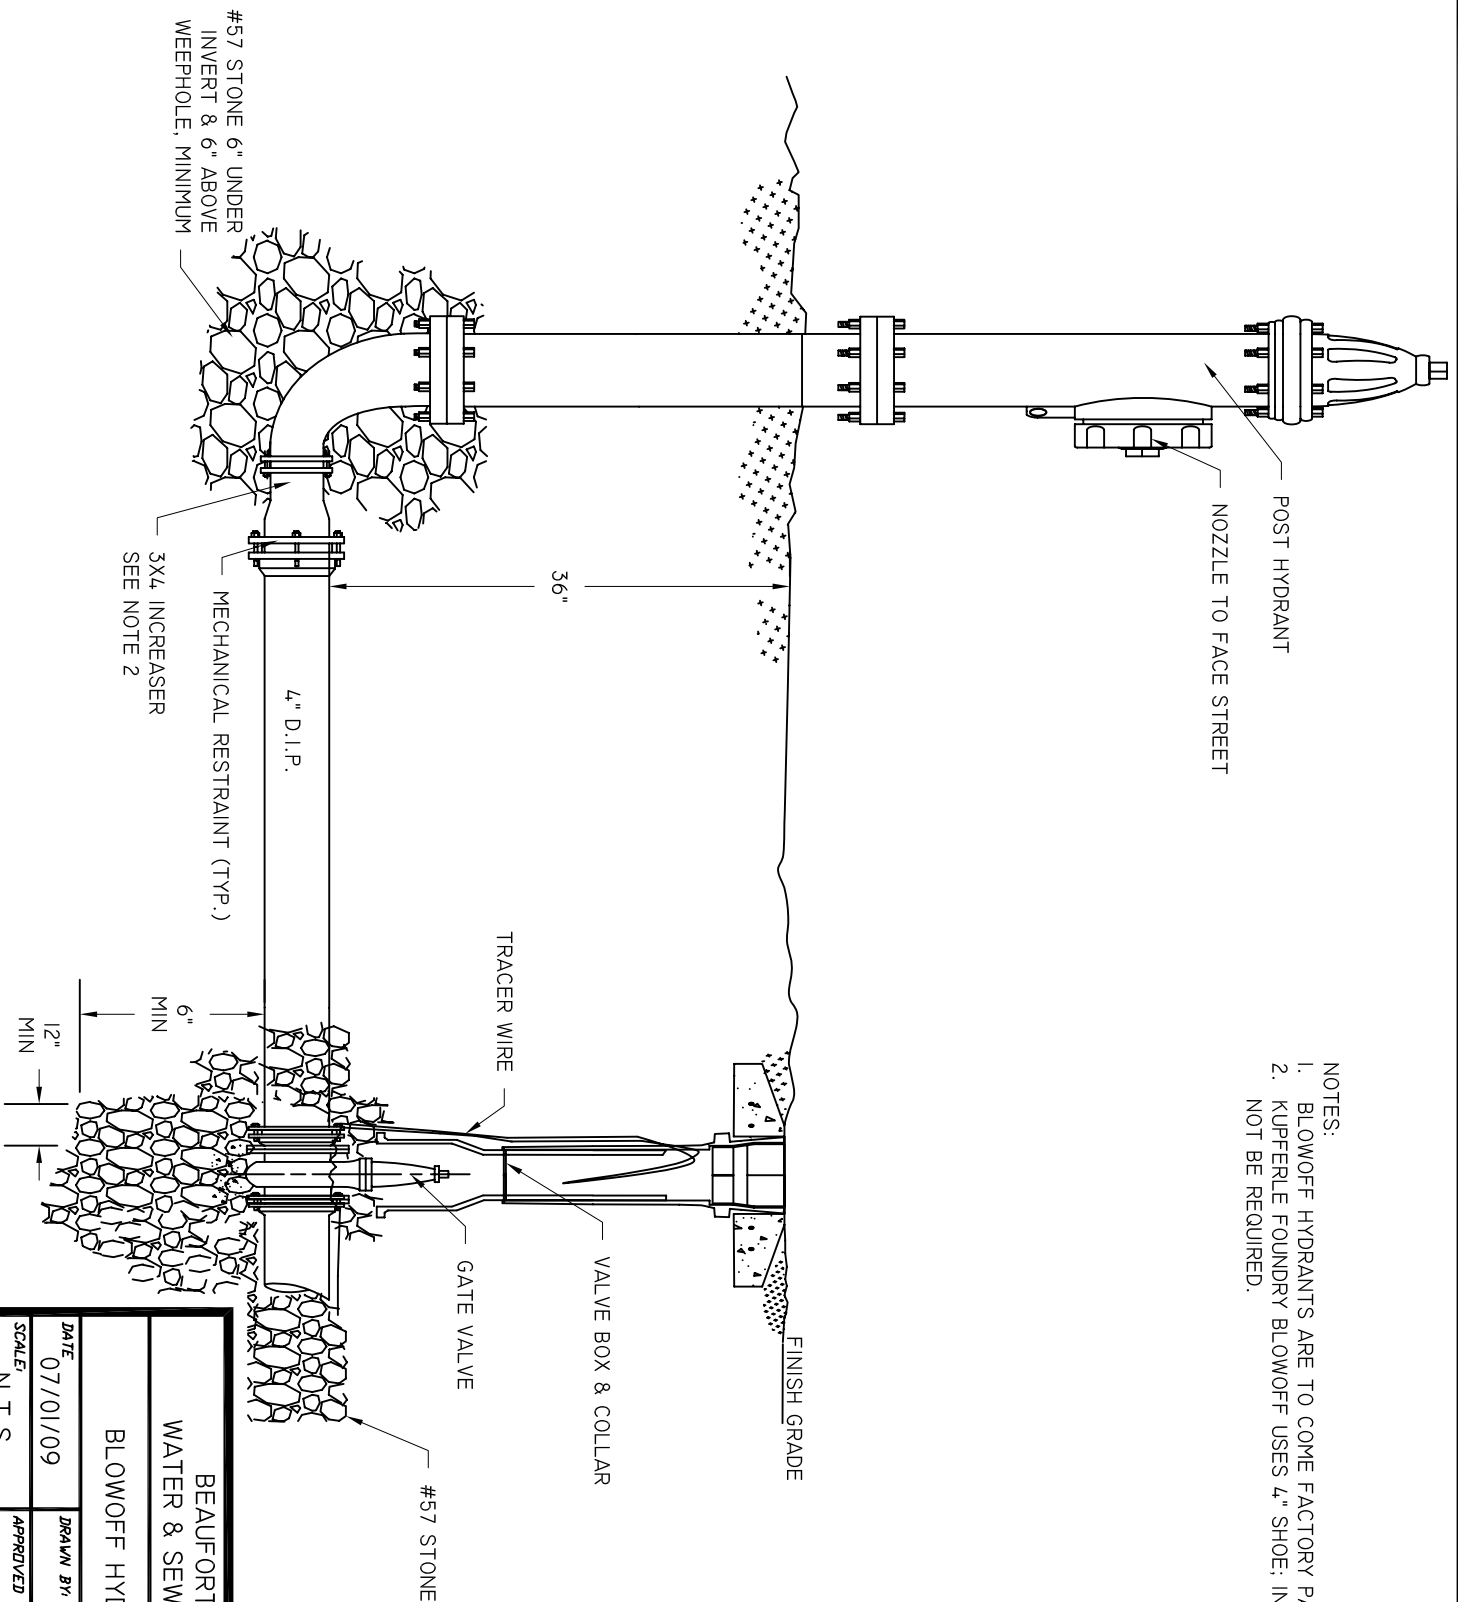 NOTES:
1. BLOWOFF HYDRANTS ARE TO COME FACTORY
2. KUPFERLE FOUNDRY BLOWOFF USES 4" SHOE;
NOT BE REQUIRED.
POST HYDRANT
NOZZLE TO FACE STREET
FINISH GRADE
36"
TRACER WIRE
VALVE BOX & COLLAR
GATE VALVE
#57 STONE
4" D.I.P.
#57 STONE 6" UNDER
INVERT & 6" ABOVE
WEEPHOLE, MINIMUM
MECHANICAL RESTRAINT (TYP.)
3X4 INCREASER
SEE NOTE 2
6"
MIN
12"
MIN
BEAUFORT
WATER & SEW
BLOWOFF HYD
DATE
07/01/09
DRAWN BY:
SCALE:
N.T.S.
APPROVED